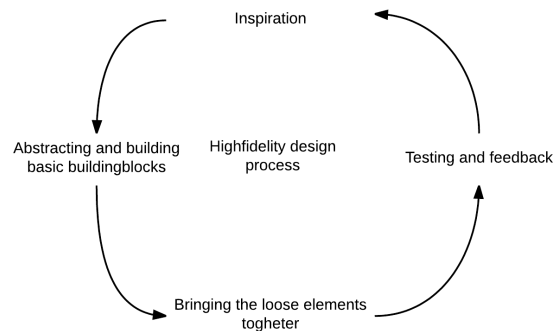 Inspiration
Abstracting and building
basic buildingblocks
Highfidelity design
process
Testing and feedback
Bringing the loose elements
togheter